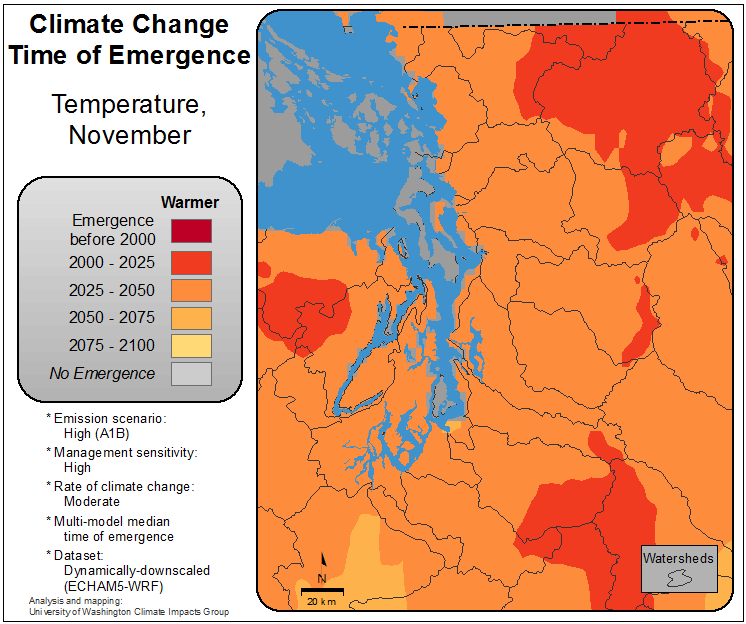 Climate Change
Time of Emergence
Temperature,
November
Warmer
Emergence
before 2000
2000 - 2025
2025 - 2050
2050 - 2075
2075 - 2100
No Emergence
* Emission scenario:
High (A1B)
* Management sensitivity:
High
* Rate of climate change:
Moderate
* Multi-model median
time of emergence
* Dataset:
Dynamically-downscaled
(ECHAM5-WRF)
Analysis and mapping:
University of Washington Climate Impacts Group
N
20 km
Watersheds